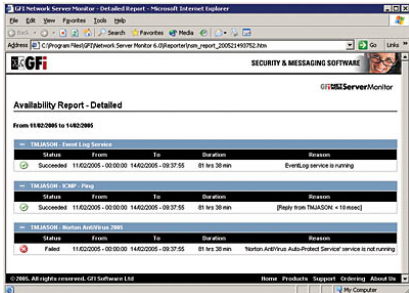 GFI Network Server Monitor - Detailed Report - Microsoft Internet Explorer
File Edit View Favorites Tools Help
Back Search Favorites Media
Address C:\Program Files\GFI\Network Server Monitor 6.0\Reporter\nsm_report_200521493752.htm Go Links
GFi SECURITY & MESSAGING SOFTWARE
GFi ServerMonitor
Availability Report - Detailed
From 11/02/2005 to 14/02/2005
TMJASON - Event Log Service
Status From To Duration Reason
Succeeded 11/02/2005 - 00:00:00 14/02/2005 - 09:37:55 81 hrs 38 min EventLog service is running
TMJASON - ICMP - Ping
Status From To Duration Reason
Succeeded 11/02/2005 - 00:00:00 14/02/2005 - 09:37:55 81 hrs 38 min [Reply from TMJASON: < 10 msec]
TMJASON - Norton AntiVirus 2005
Status From To Duration Reason
Failed 11/02/2005 - 00:00:00 14/02/2005 - 09:37:55 81 hrs 38 min 'Norton AntiVirus Auto-Protect Service' service is not running
© 2005. All rights reserved. GFI Software Ltd Home Products Support Ordering About Us
My Computer